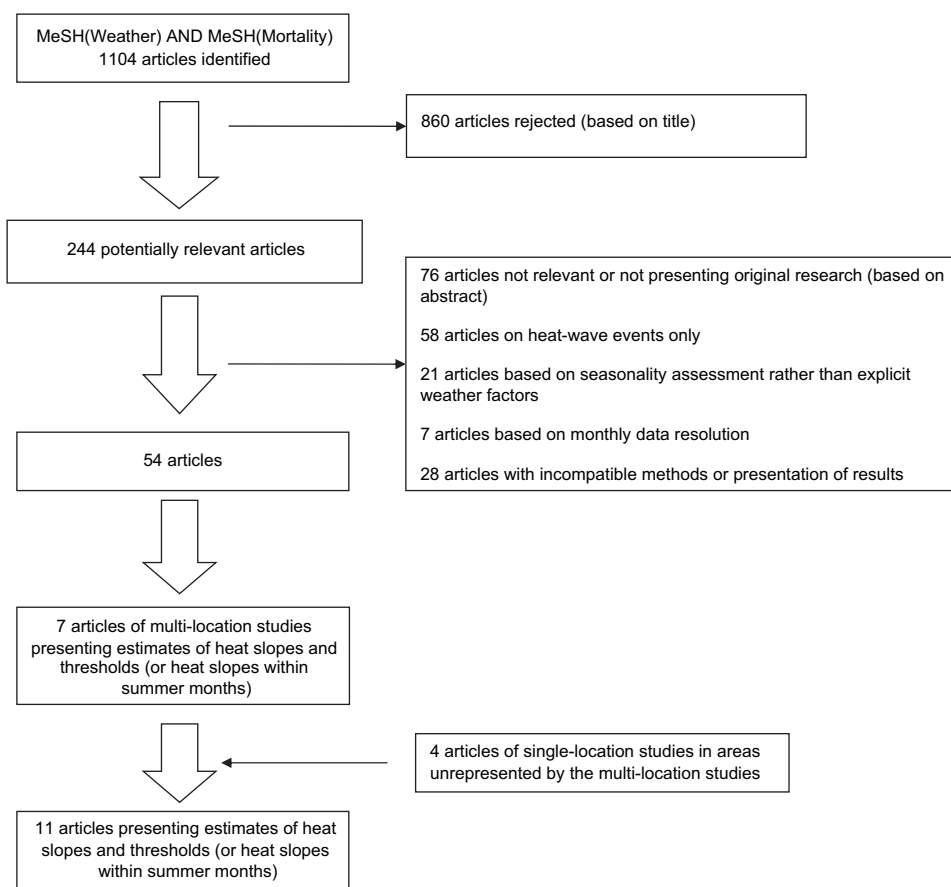 MeSH(Weather) AND MeSH(Mortality)
1104 articles identified
860 articles rejected (based on title)
244 potentially relevant articles
76 articles not relevant or not presenting original research (based on
abstract)
58 articles on heat-wave events only
21 articles based on seasonality assessment rather than explicit
weather factors
7 articles based on monthly data resolution
28 articles with incompatible methods or presentation of results
54 articles
7 articles of multi-location studies
presenting estimates of heat slopes and
thresholds (or heat slopes within
summer months)
4 articles of single-location studies in areas
unrepresented by the multi-location studies
11 articles presenting estimates of heat
slopes and thresholds (or heat slopes
within summer months)